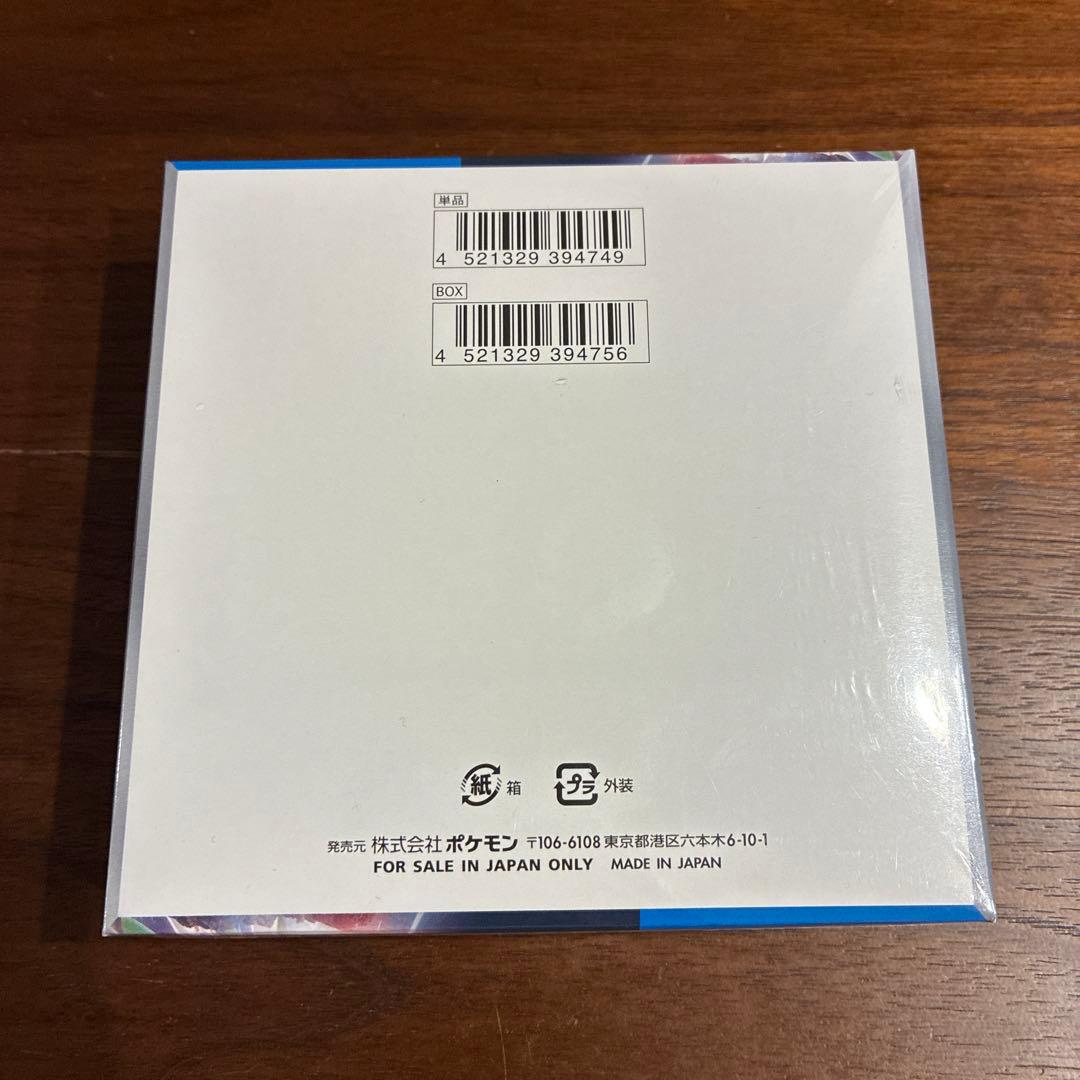 単品
4 521329 394749
BOX
4 521329 394756
紙 箱
プラ 外装
発売元 株式会社 ポケモン 〒106-6108 東京都港区六本木6-10-1
FOR SALE IN JAPAN ONLY MADE IN JAPAN